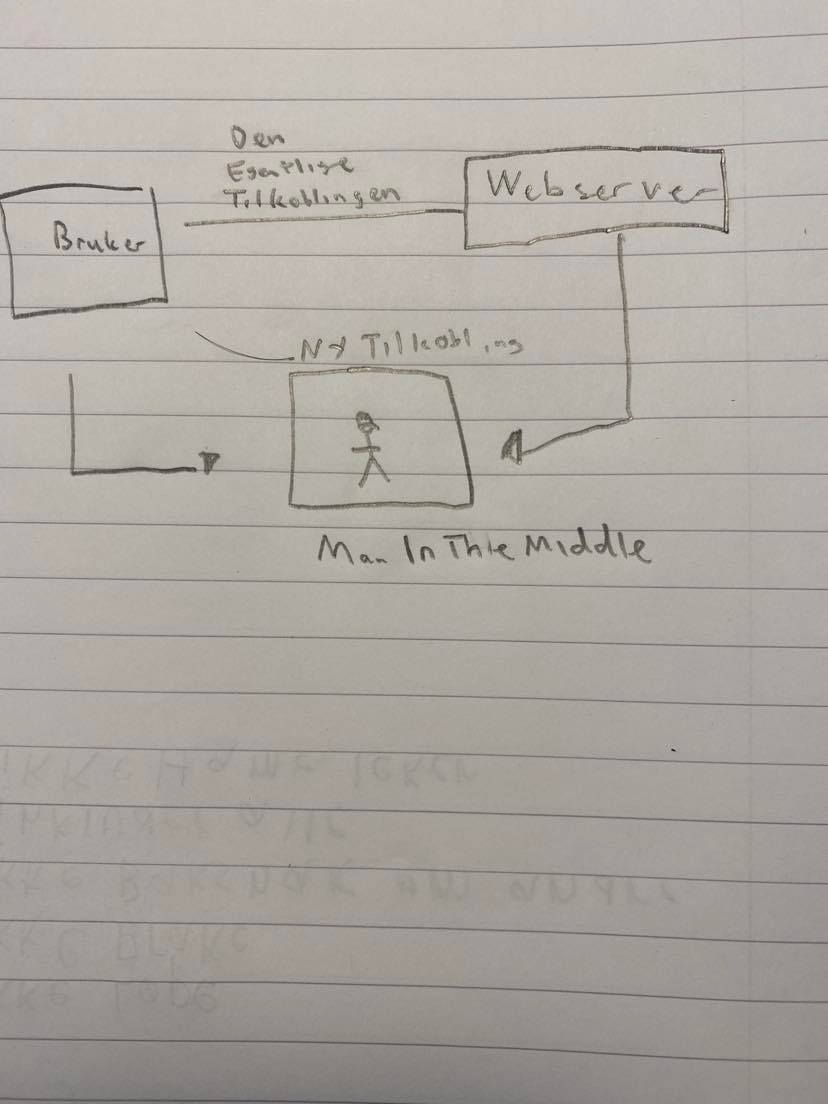 Den
Egentlige
Tilkoblingen
Webserver
Bruker
Ny Tilkobling
Man In The Middle